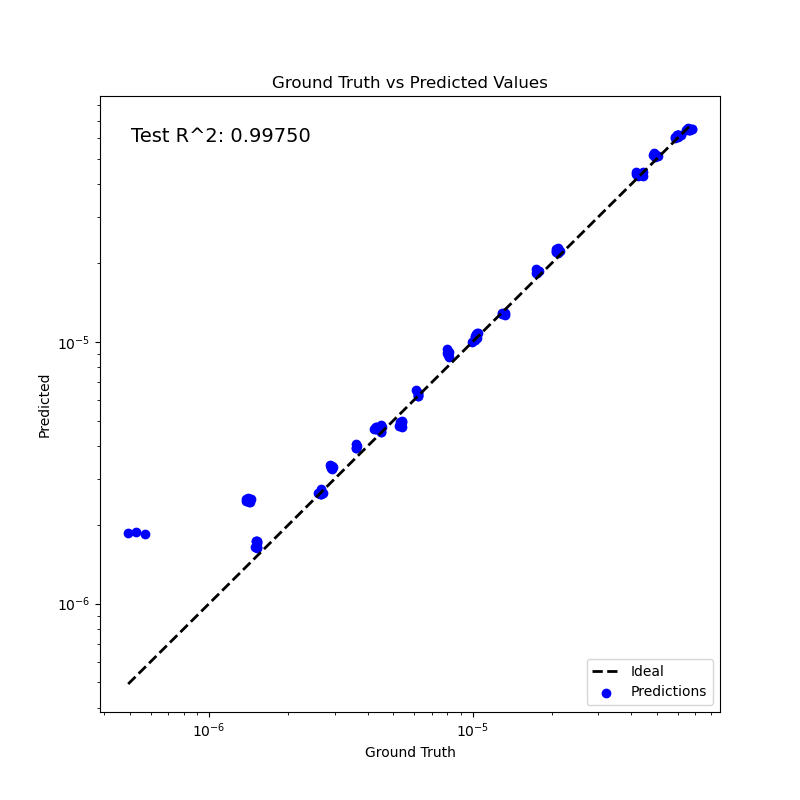 Ground Truth vs Predicted Values
Test R^2: 0.99750
10⁻⁵
10⁻⁶
Predicted
10⁻⁶
10⁻⁵
Ground Truth
Ideal
Predictions